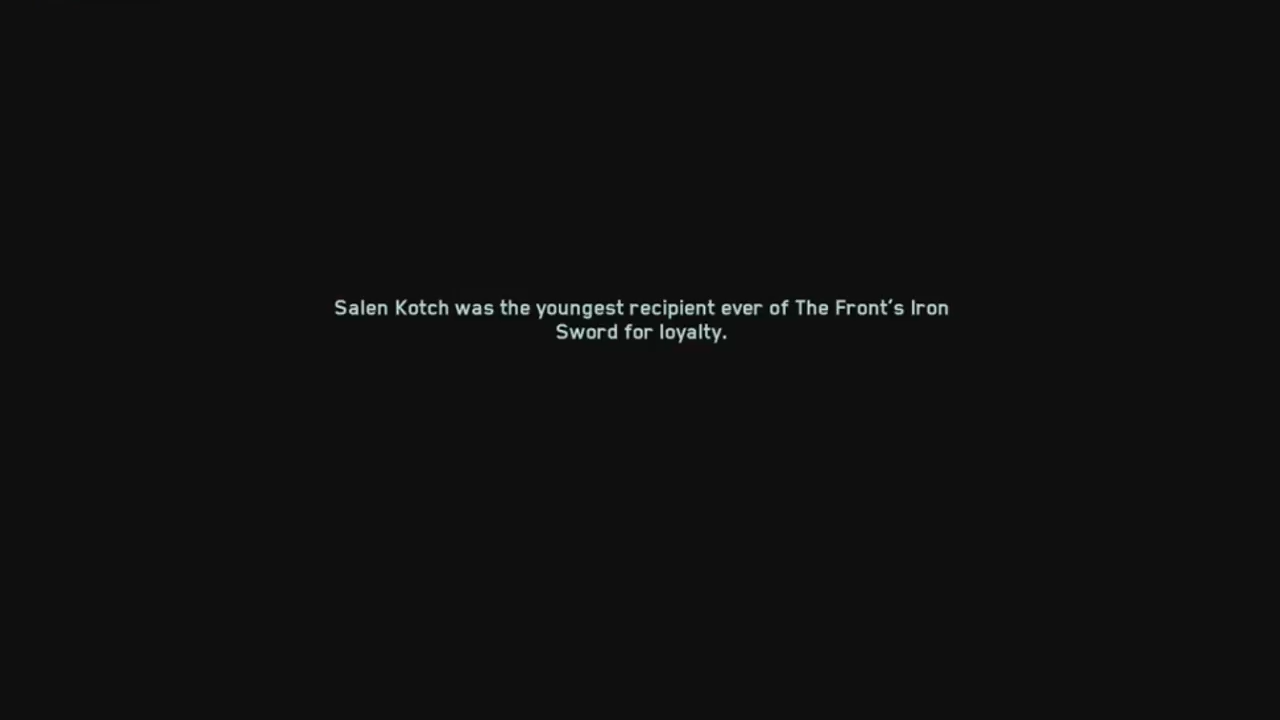 Salen Kotch was the youngest recipient ever of The Front's Iron
Sword for loyalty.